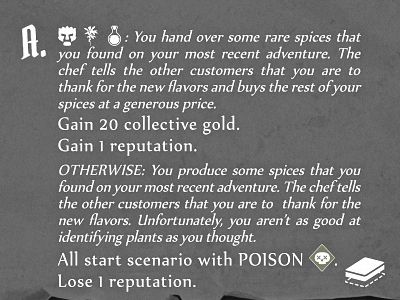 A. : You hand over some rare spices that
you found on your most recent adventure. The
chef tells the other customers that you are to
thank for the new flavors and buys the rest of your
spices at a generous price.
Gain 20 collective gold.
Gain 1 reputation.
OTHERWISE: You produce some spices that you
found on your most recent adventure. The chef tells
the other customers that you are to thank for the
new flavors. Unfortunately, you aren't as good at
identifying plants as you thought.
All start scenario with POISON .
Lose 1 reputation.